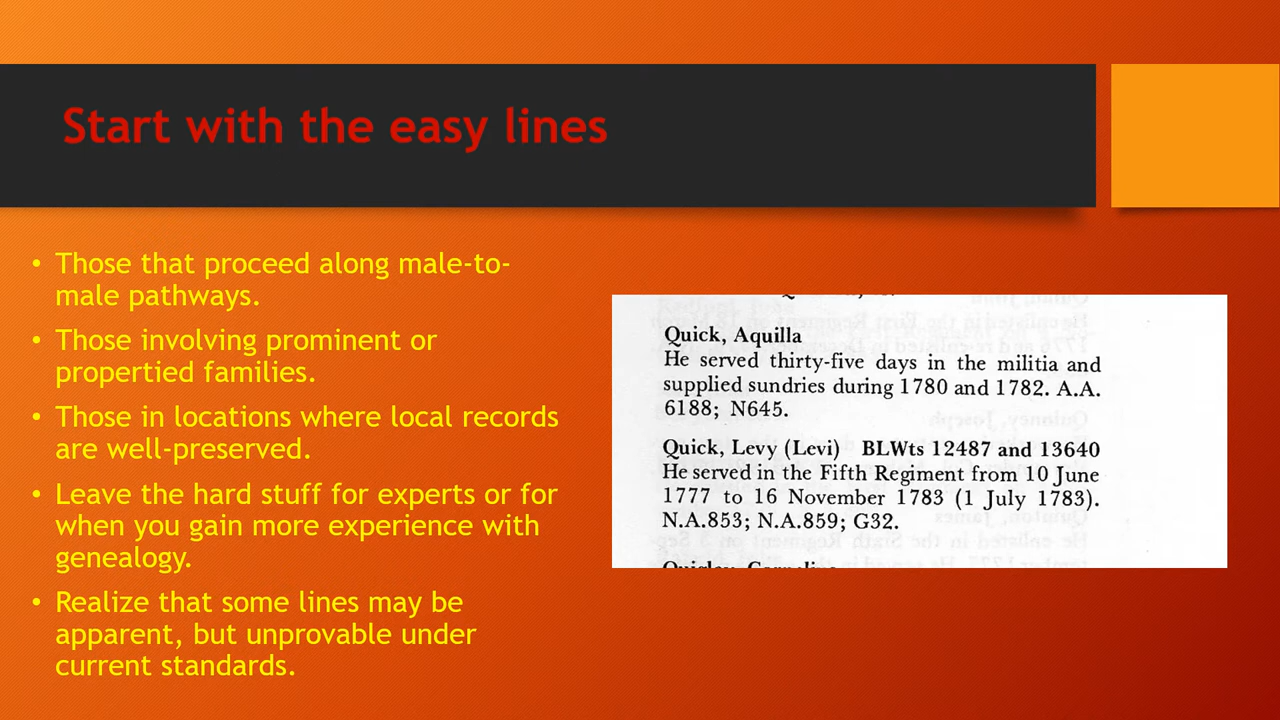 Start with the easy lines
• Those that proceed along male-to-
male pathways.
• Those involving prominent or
propertied families.
• Those in locations where local records
are well-preserved.
• Leave the hard stuff for experts or for
when you gain more experience with
genealogy.
• Realize that some lines may be
apparent, but unprovable under
current standards.
Quick, Aquilla
He served thirty-five days in the militia and
supplied sundries during 1780 and 1782. A.A.
6188; N645.
Quick, Levy (Levi) BLWts 12487 and 13640
He served in the Fifth Regiment from 10 June
1777 to 16 November 1783 (1 July 1783).
N.A.853; N.A.859; G32.